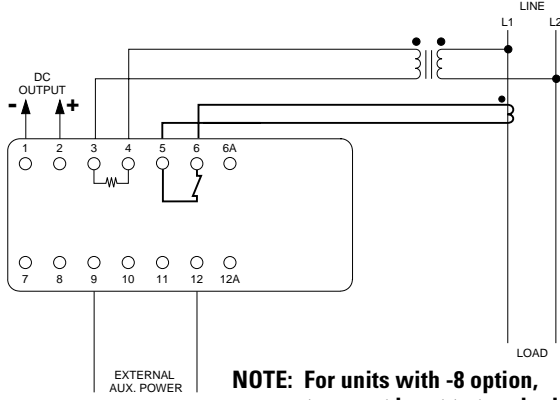 LINE
L1 L2
DC
OUTPUT
- +
1 2 3 4 5 6 6A
7 8 9 10 11 12 12A
LOAD
EXTERNAL
AUX. POWER
NOTE: For units with -8 option,